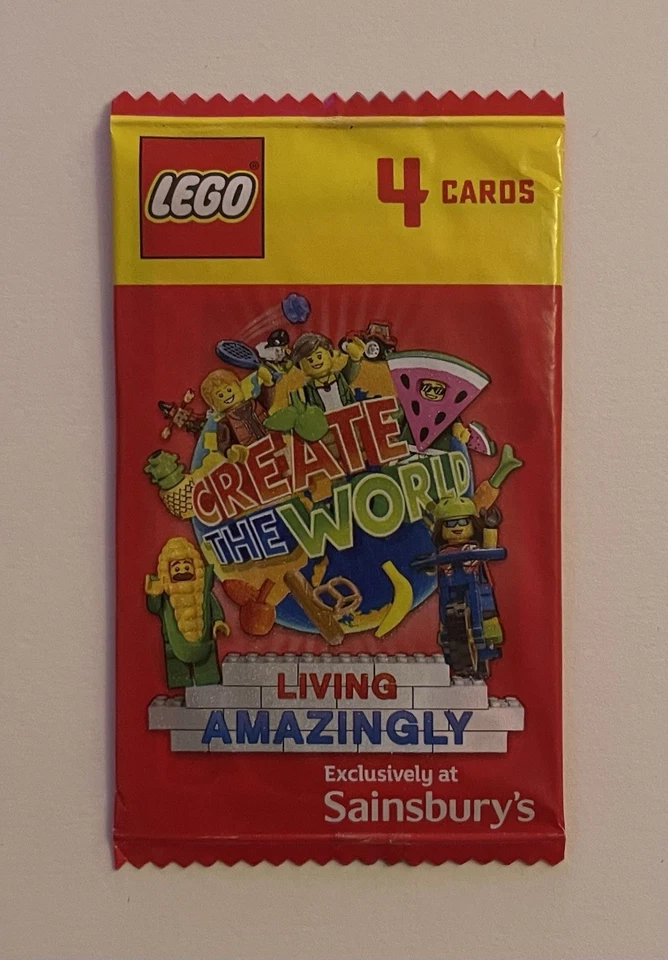 LEGO®
4 CARDS
CREATE
THE WORLD
LIVING
AMAZINGLY
Exclusively at
Sainsbury's